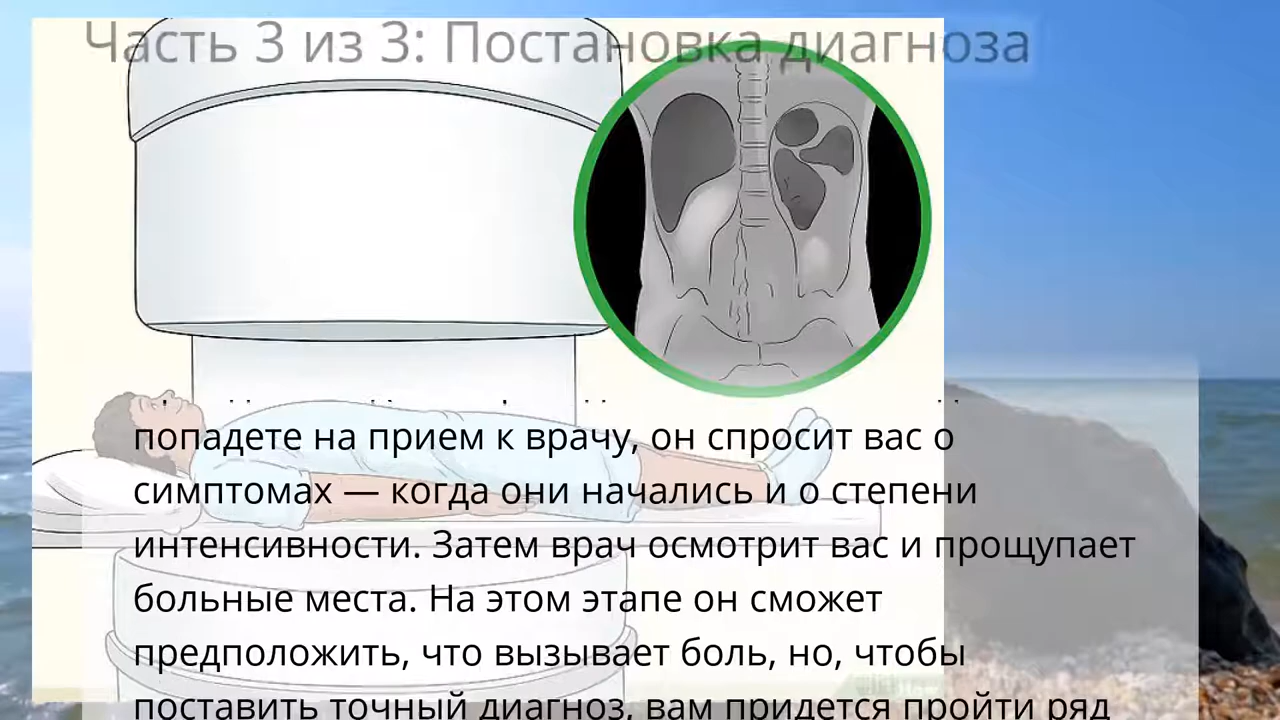 Часть 3 из 3: Постановка диагноза
попадете на прием к врачу, он спросит вас о
симптомах — когда они начались и о степени
интенсивности. Затем врач осмотрит вас и прощупает
больные места. На этом этапе он сможет
предположить, что вызывает боль, но, чтобы
поставить точный диагноз, вам придется пройти ряд